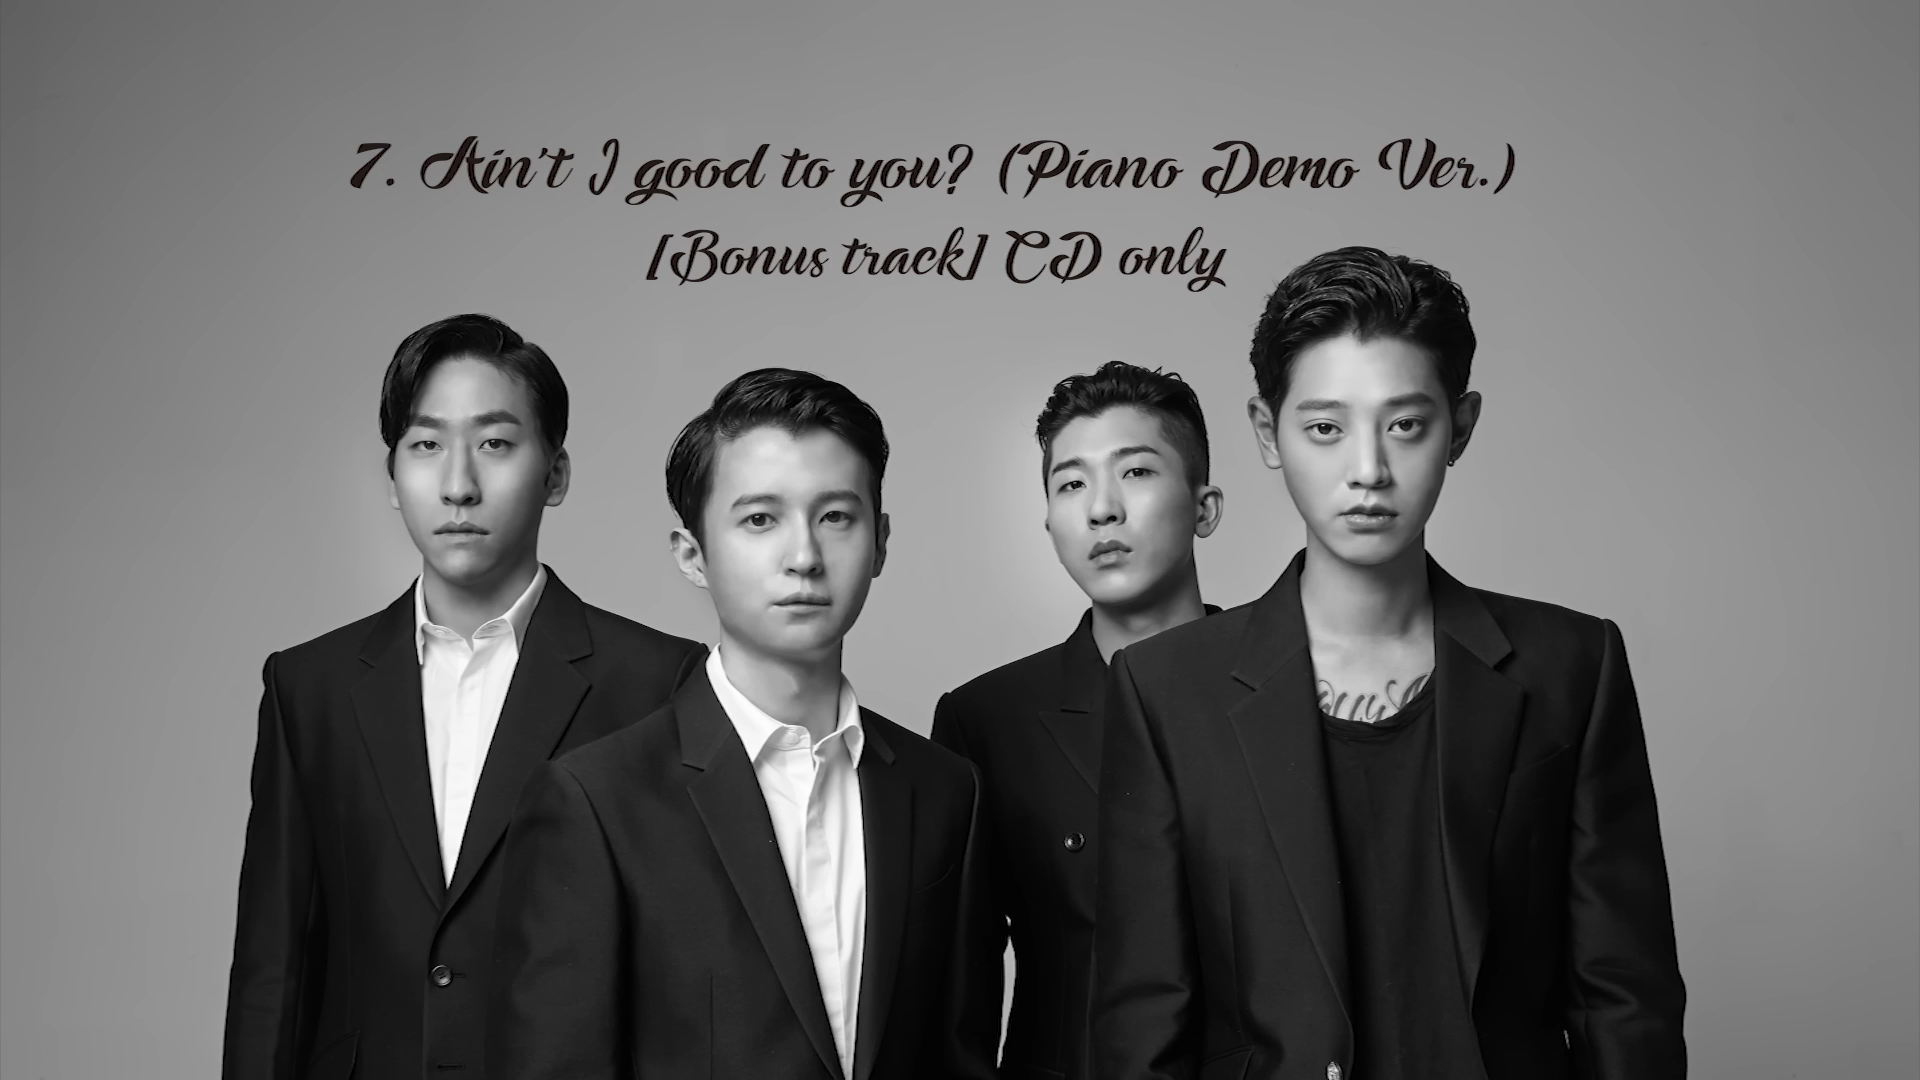 7. Ain't I good to you? (Piano Demo Ver.)
[Bonus track] CD only